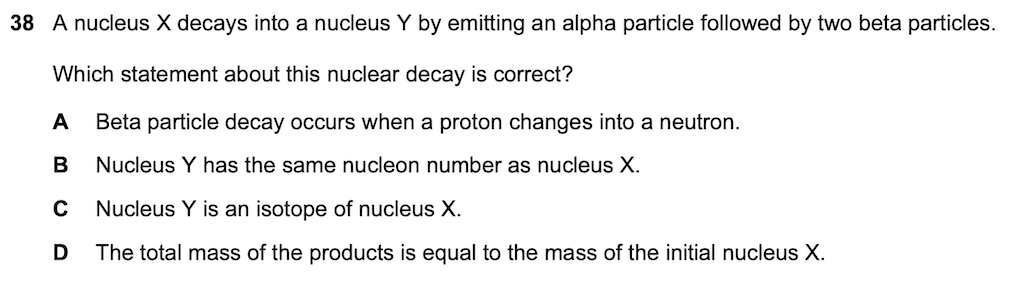 38 A nucleus X decays into a nucleus Y by emitting an alpha particle followed by two beta particles.
Which statement about this nuclear decay is correct?
A Beta particle decay occurs when a proton changes into a neutron.
B Nucleus Y has the same nucleon number as nucleus X.
C Nucleus Y is an isotope of nucleus X.
D The total mass of the products is equal to the mass of the initial nucleus X.